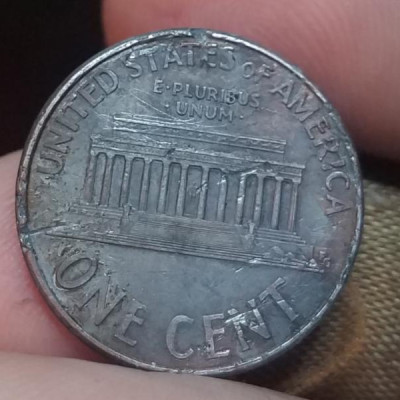 UNITED STATES OF AMERICA
E·PLURIBUS
·UNUM·
ONE CENT